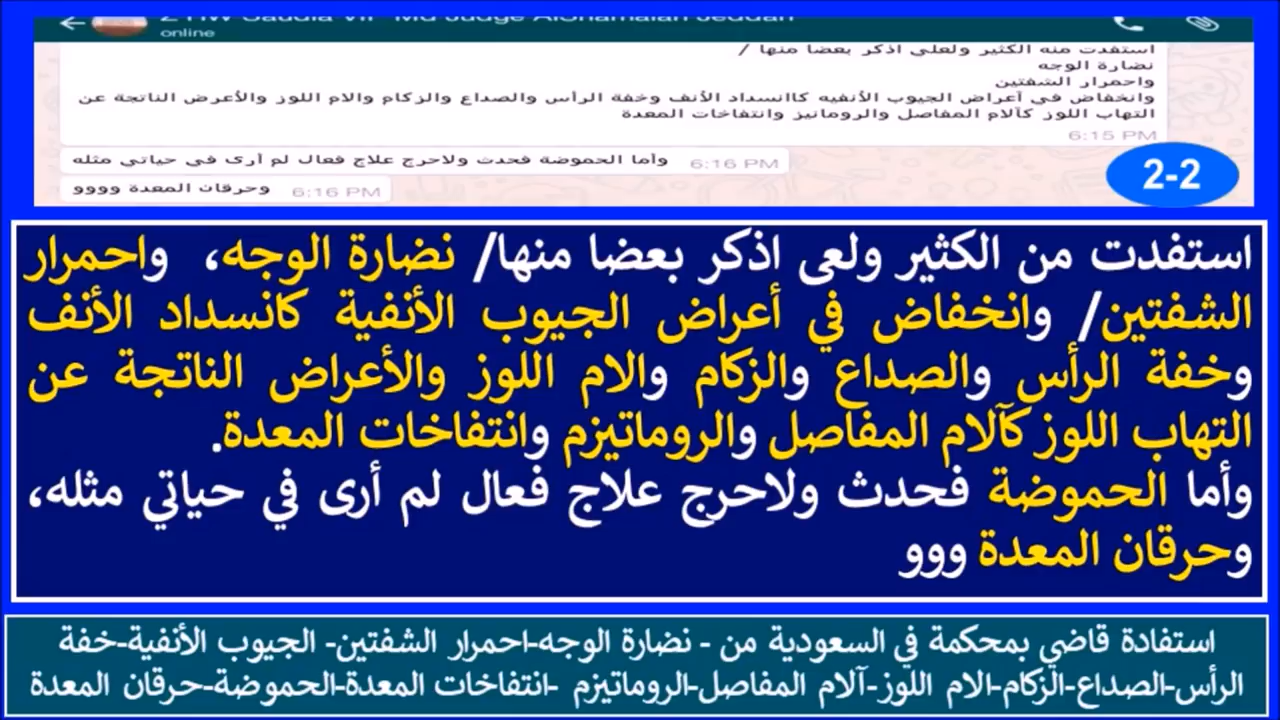 online
استفدت منه الكثير ولعلي اذكر بعضا منها /
نضارة الوجه
واحمرار الشفتين
وانخفاض في أعراض الجيوب الأنفيه كاانسداد الأنف وخفة الرأس والصداع والزكام والام اللوز والأعرض الناتجة عن
التهاب اللوز كآلام المفاصل والرومانيز وانتفاخات المعدة
6:15 PM
وأما الحموضة فحدث ولاحرج علاج فعال لم أرى في حياتي مثله 6:16 PM
وحرقان المعدة وووو 6:16 PM
2-2
استفدت من الكثير ولعى اذكر بعضا منها/ نضارة الوجه، واحمرار
الشفتين/ وانخفاض في أعراض الجيوب الأنفية كانسداد الأنف
وخفة الرأس والصداع والزكام والام اللوز والأعراض الناتجة عن
التهاب اللوز كآلام المفاصل والروماتيزم وانتفاخات المعدة.
وأما الحموضة فحدث ولاحرج علاج فعال لم أرى في حياتي مثله،
وحرقان المعدة وووو
استفادة قاضي بمحكمة في السعودية من - نضارة الوجه-احمرار الشفتين- الجيوب الأنفية-خفة
الرأس-الصداع-الزكام-الام اللوز-آلام المفاصل-الروماتيزم -انتفاخات المعدة-الحموضة-حرقان المعدة